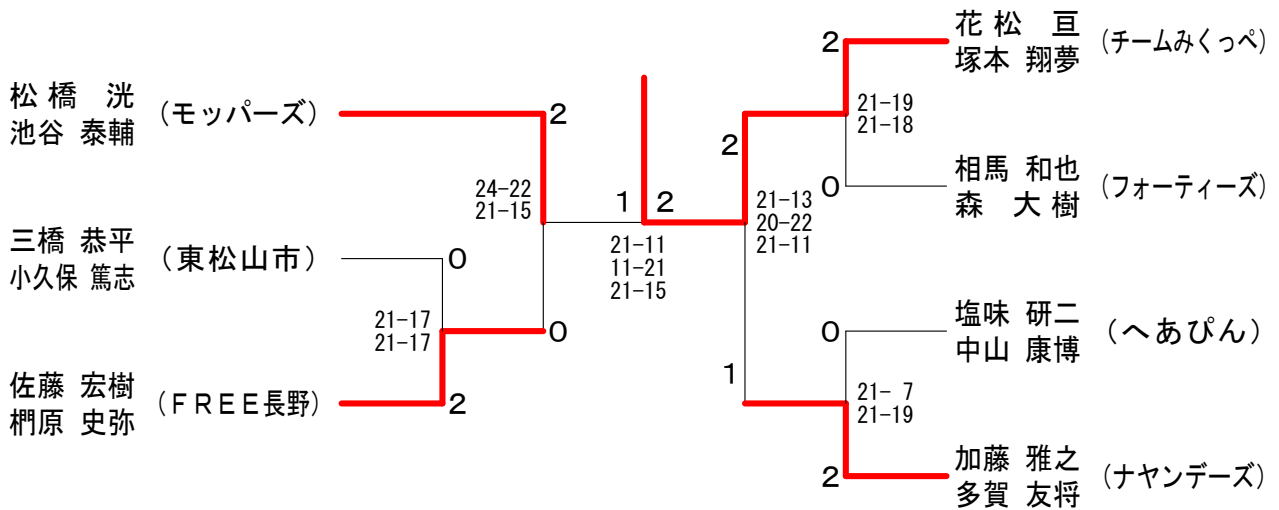 松橋 洸
池谷 泰輔
(モッパーズ)
2
24-22
21-15
三橋 恭平
小久保 篤志
(東松山市)
0
21-17
21-17
0
佐藤 宏樹
椚原 史弥
(FREE長野)
2
1 2
21-11
11-21
21-15
花松 亘
塚本 翔夢
(チームみくっぺ)
2
21-19
21-18
2
相馬 和也
森 大樹
(フォーティーズ)
0
21-13
20-22
21-11
塩味 研二
中山 康博
(へあぴん)
0
1
21- 7
21-19
加藤 雅之
多賀 友将
(ナヤンデーズ)
2